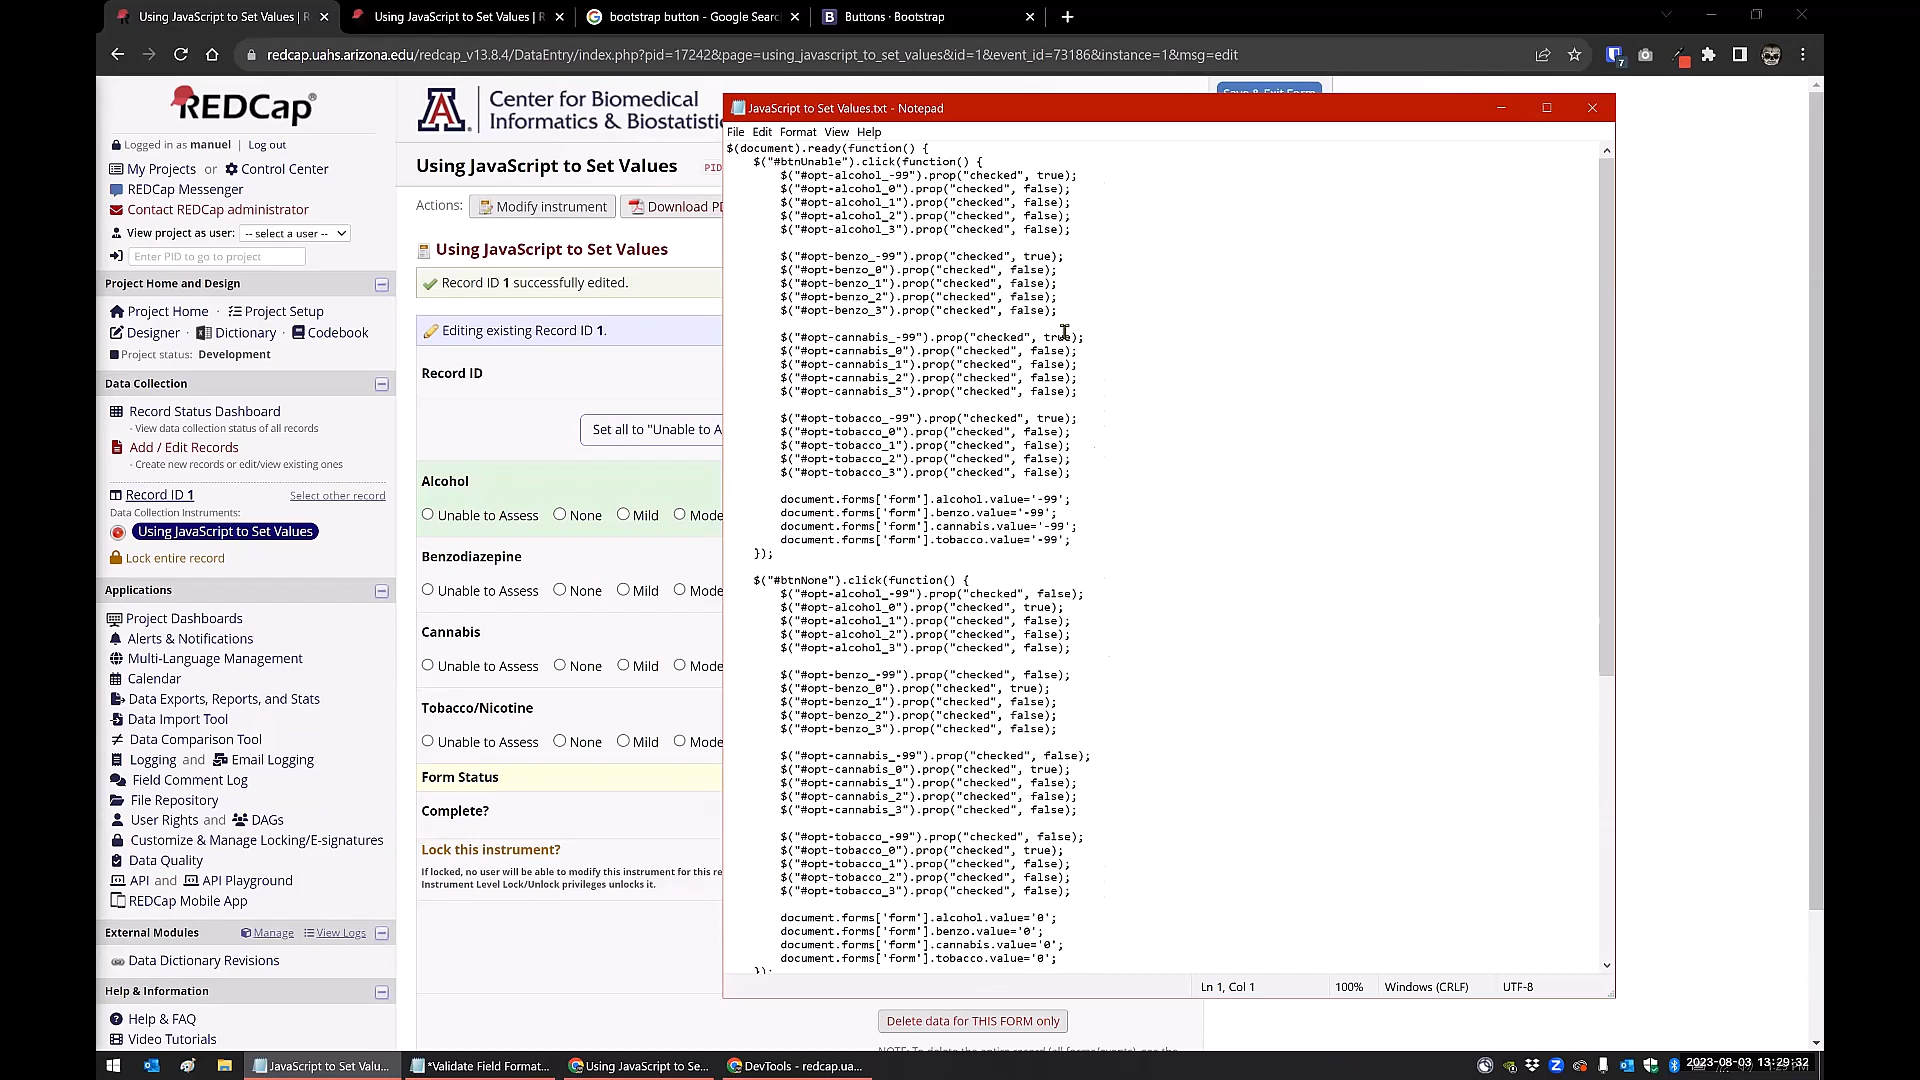 Using JavaScript to Set Values | R
Using JavaScript to Set Values | R
bootstrap button - Google Searc
Buttons · Bootstrap
redcap.uahs.arizona.edu/redcap_v13.8.4/DataEntry/index.php?pid=17242&page=using_javascript_to_set_values&id=1&event_id=73186&instance=1&msg=edit
REDCap
Logged in as manuel | Log out
My Projects or Control Center
REDCap Messenger
Contact REDCap administrator
View project as user: -- select a user --
Enter PID to go to project
Project Home and Design
Project Home · Project Setup
Designer · Dictionary · Codebook
Project status: Development
Data Collection
Record Status Dashboard
- View data collection status of all records
Add / Edit Records
- Create new records or edit/view existing ones
Record ID 1 Select other record
Data Collection Instruments:
Using JavaScript to Set Values
Lock entire record
Applications
Project Dashboards
Alerts & Notifications
Multi-Language Management
Calendar
Data Exports, Reports, and Stats
Data Import Tool
Data Comparison Tool
Logging and Email Logging
Field Comment Log
File Repository
User Rights and DAGs
Customize & Manage Locking/E-signatures
Data Quality
API and API Playground
REDCap Mobile App
External Modules Manage View Logs
Data Dictionary Revisions
Help & Information
Help & FAQ
Video Tutorials
A
Center for Biomedical
Informatics & Biostatisti
Using JavaScript to Set Values PID
Actions: Modify instrument Download PD
Using JavaScript to Set Values
Record ID 1 successfully edited.
Editing existing Record ID 1.
Record ID
Set all to "Unable to A
Alcohol
Unable to Assess None Mild Mode
Benzodiazepine
Unable to Assess None Mild Mode
Cannabis
Unable to Assess None Mild Mode
Tobacco/Nicotine
Unable to Assess None Mild Mode
Form Status
Complete?
Lock this instrument?
If locked, no user will be able to modify this instrument for this re
Instrument Level Lock/Unlock privileges unlocks it.
Save & Exit Form
JavaScript to Set Values.txt - Notepad
File Edit Format View Help
$(document).ready(function() {
$("#btnUnable").click(function() {
$("#opt-alcohol_-99").prop("checked", true);
$("#opt-alcohol_0").prop("checked", false);
$("#opt-alcohol_1").prop("checked", false);
$("#opt-alcohol_2").prop("checked", false);
$("#opt-alcohol_3").prop("checked", false);
$("#opt-benzo_-99").prop("checked", true);
$("#opt-benzo_0").prop("checked", false);
$("#opt-benzo_1").prop("checked", false);
$("#opt-benzo_2").prop("checked", false);
$("#opt-benzo_3").prop("checked", false);
$("#opt-cannabis_-99").prop("checked", true);
$("#opt-cannabis_0").prop("checked", false);
$("#opt-cannabis_1").prop("checked", false);
$("#opt-cannabis_2").prop("checked", false);
$("#opt-cannabis_3").prop("checked", false);
$("#opt-tobacco_-99").prop("checked", true);
$("#opt-tobacco_0").prop("checked", false);
$("#opt-tobacco_1").prop("checked", false);
$("#opt-tobacco_2").prop("checked", false);
$("#opt-tobacco_3").prop("checked", false);
document.forms['form'].alcohol.value='-99';
document.forms['form'].benzo.value='-99';
document.forms['form'].cannabis.value='-99';
document.forms['form'].tobacco.value='-99';
});
$("#btnNone").click(function() {
$("#opt-alcohol_-99").prop("checked", false);
$("#opt-alcohol_0").prop("checked", true);
$("#opt-alcohol_1").prop("checked", false);
$("#opt-alcohol_2").prop("checked", false);
$("#opt-alcohol_3").prop("checked", false);
$("#opt-benzo_-99").prop("checked", false);
$("#opt-benzo_0").prop("checked", true);
$("#opt-benzo_1").prop("checked", false);
$("#opt-benzo_2").prop("checked", false);
$("#opt-benzo_3").prop("checked", false);
$("#opt-cannabis_-99").prop("checked", false);
$("#opt-cannabis_0").prop("checked", true);
$("#opt-cannabis_1").prop("checked", false);
$("#opt-cannabis_2").prop("checked", false);
$("#opt-cannabis_3").prop("checked", false);
$("#opt-tobacco_-99").prop("checked", false);
$("#opt-tobacco_0").prop("checked", true);
$("#opt-tobacco_1").prop("checked", false);
$("#opt-tobacco_2").prop("checked", false);
$("#opt-tobacco_3").prop("checked", false);
document.forms['form'].alcohol.value='0';
document.forms['form'].benzo.value='0';
document.forms['form'].cannabis.value='0';
document.forms['form'].tobacco.value='0';
});
Ln 1, Col 1 100% Windows (CRLF) UTF-8
Delete data for THIS FORM only
JavaScript to Set Valu... *Validate Field Format... Using JavaScript to Se... DevTools - redcap.ua...
2023-08-03 13:29:32